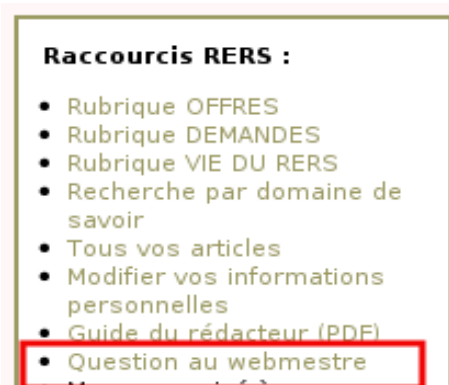 Raccourcis RERS :
Rubrique OFFRES
Rubrique DEMANDES
Rubrique VIE DU RERS
Recherche par domaine de
savoir
Tous vos articles
Modifier vos informations
personnelles
Guide du rédacteur (PDF)
Question au webmestre